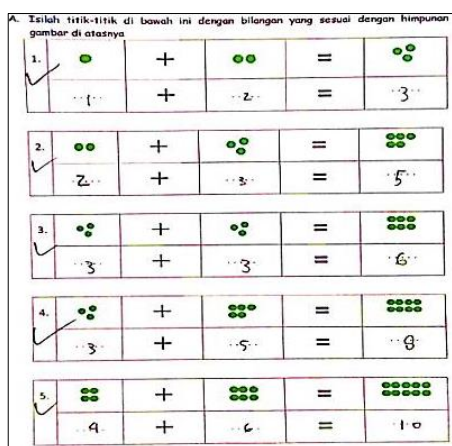 A. Isilah titik-titik di bawah ini dengan bilangan yang sesuai dengan himpunan
gambar di atasnya
1. + =
1 + 2 = 3
2. + =
2 + 3 = 5
3. + =
3 + 3 = 6
4. + =
3 + 5 = 8
5. + =
4 + 6 = 10